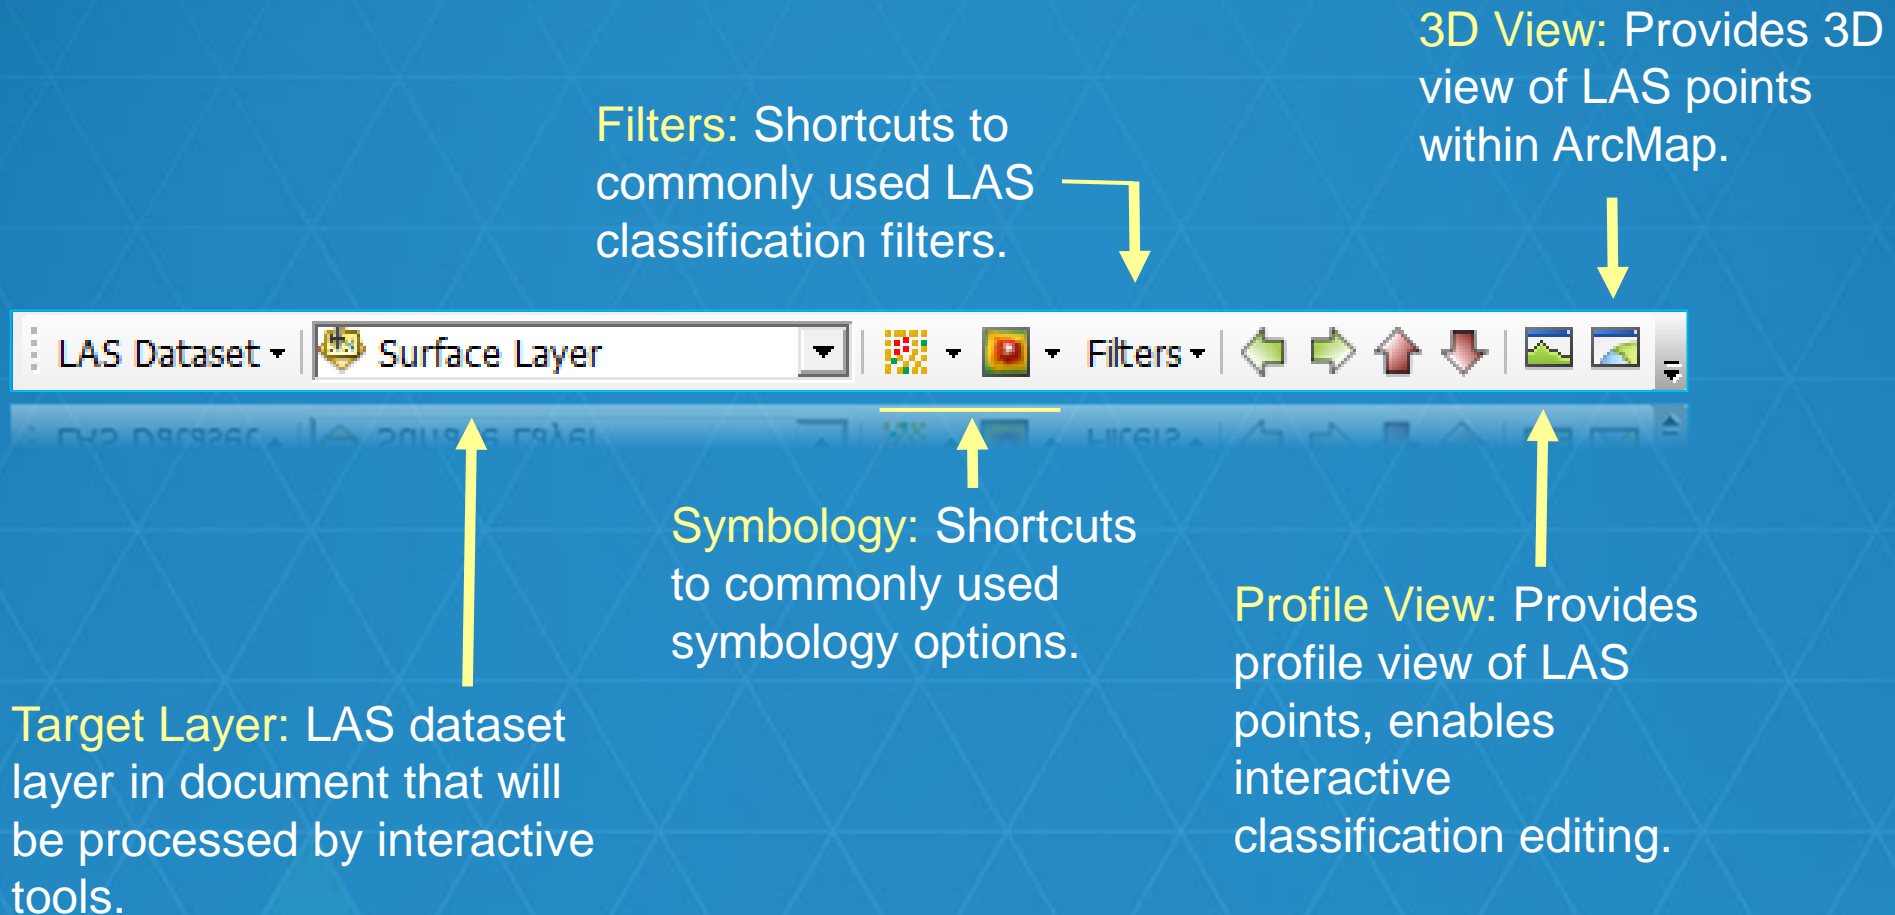 3D View: Provides 3D
view of LAS points
within ArcMap.
Filters: Shortcuts to
commonly used LAS
classification filters.
LAS Dataset
Surface Layer
Filters
Symbology: Shortcuts
to commonly used
symbology options.
Profile View: Provides
profile view of LAS
points, enables
interactive
classification editing.
Target Layer: LAS dataset
layer in document that will
be processed by interactive
tools.